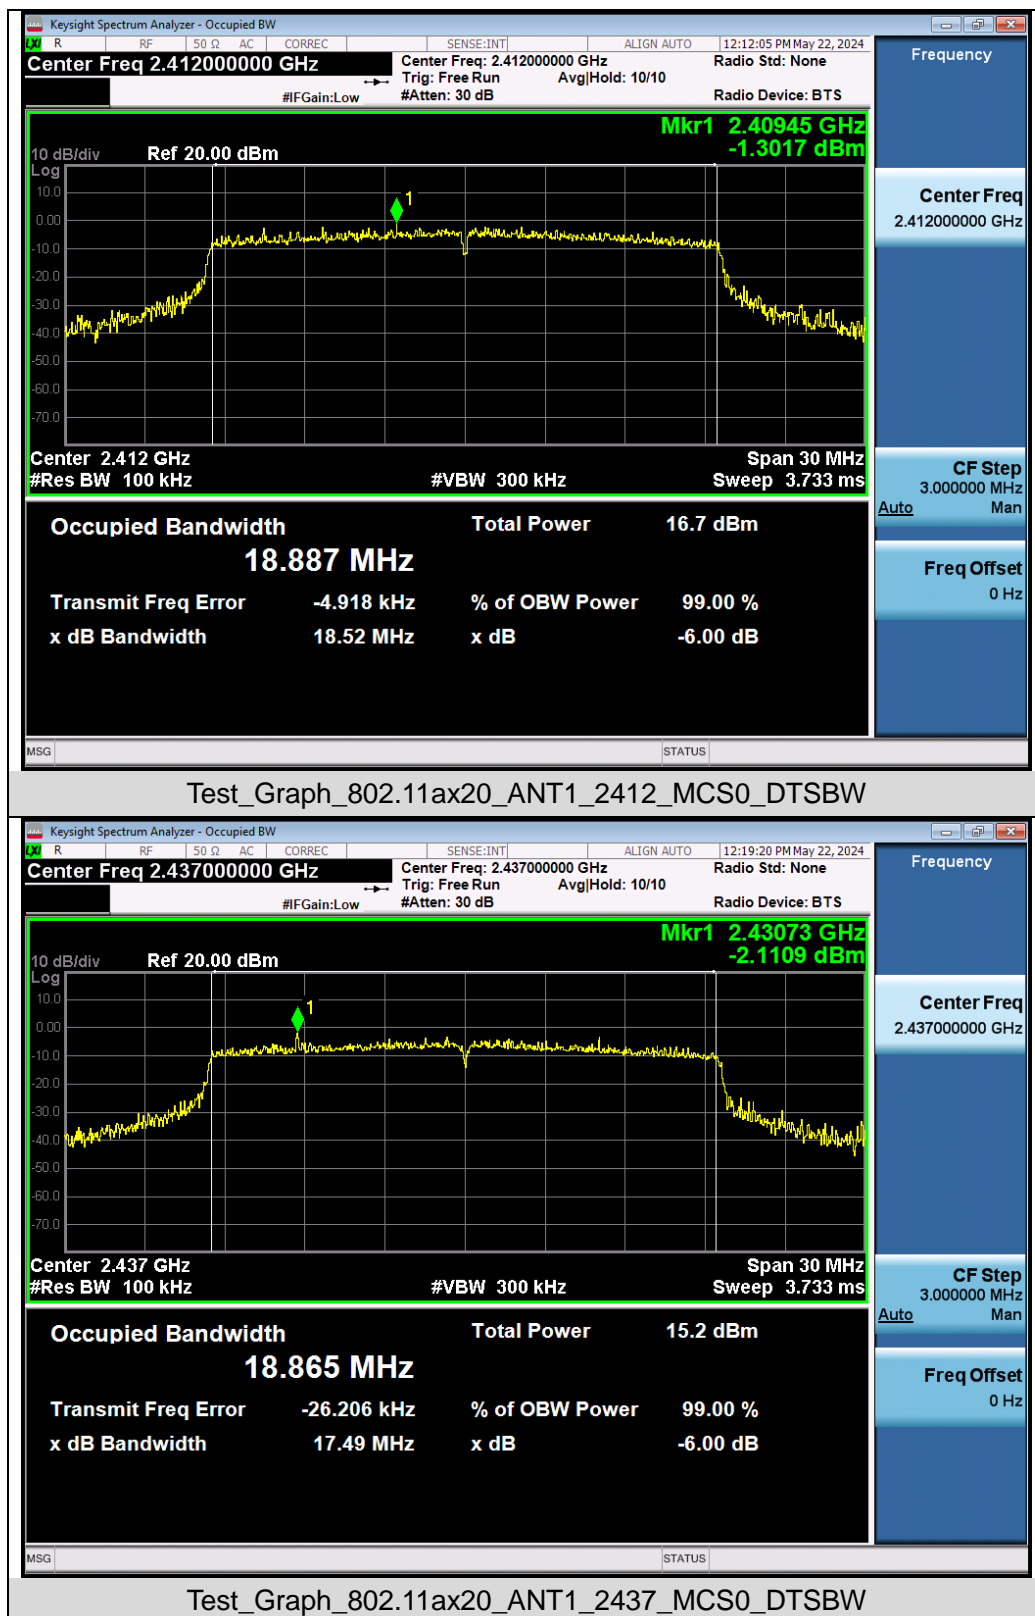 Keysight Spectrum Analyzer - Occupied BW
LXI R RF 50 Ω AC CORREC SENSE:INT ALIGN AUTO 12:12:05 PM May 22, 2024
Center Freq 2.412000000 GHz Center Freq: 2.412000000 GHz Radio Std: None
Trig: Free Run Avg|Hold: 10/10
#IFGain:Low #Atten: 30 dB Radio Device: BTS
Frequency
Mkr1 2.40945 GHz
-1.3017 dBm
10 dB/div Ref 20.00 dBm
Log
10.0
0.00
-10.0
-20.0
-30.0
-40.0
-50.0
-60.0
-70.0
1
Center 2.412 GHz Span 30 MHz
#Res BW 100 kHz #VBW 300 kHz Sweep 3.733 ms
Center Freq
2.412000000 GHz
CF Step
3.000000 MHz
Auto Man
Freq Offset
0 Hz
Occupied Bandwidth Total Power 16.7 dBm
18.887 MHz
Transmit Freq Error -4.918 kHz % of OBW Power 99.00 %
x dB Bandwidth 18.52 MHz x dB -6.00 dB
MSG STATUS
Test_Graph_802.11ax20_ANT1_2412_MCS0_DTSBW
Keysight Spectrum Analyzer - Occupied BW
LXI R RF 50 Ω AC CORREC SENSE:INT ALIGN AUTO 12:19:20 PM May 22, 2024
Center Freq 2.437000000 GHz Center Freq: 2.437000000 GHz Radio Std: None
Trig: Free Run Avg|Hold: 10/10
#IFGain:Low #Atten: 30 dB Radio Device: BTS
Frequency
Mkr1 2.43073 GHz
-2.1109 dBm
10 dB/div Ref 20.00 dBm
Log
10.0
0.00
-10.0
-20.0
-30.0
-40.0
-50.0
-60.0
-70.0
1
Center 2.437 GHz Span 30 MHz
#Res BW 100 kHz #VBW 300 kHz Sweep 3.733 ms
Center Freq
2.437000000 GHz
CF Step
3.000000 MHz
Auto Man
Freq Offset
0 Hz
Occupied Bandwidth Total Power 15.2 dBm
18.865 MHz
Transmit Freq Error -26.206 kHz % of OBW Power 99.00 %
x dB Bandwidth 17.49 MHz x dB -6.00 dB
MSG STATUS
Test_Graph_802.11ax20_ANT1_2437_MCS0_DTSBW